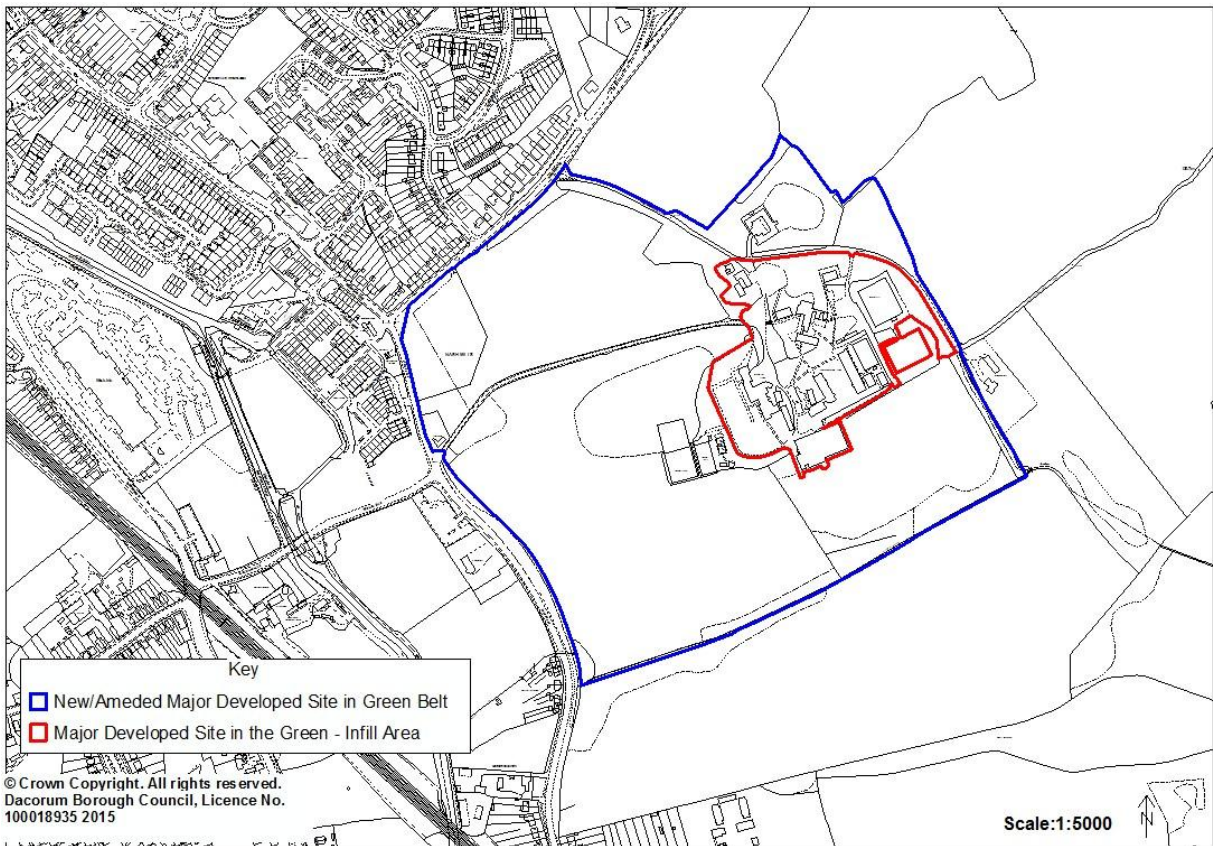 Key
New/Ameded Major Developed Site in Green Belt
Major Developed Site in the Green - Infill Area
© Crown Copyright. All rights reserved.
Dacorum Borough Council, Licence No.
100018935 2015
Scale:1:5000
N